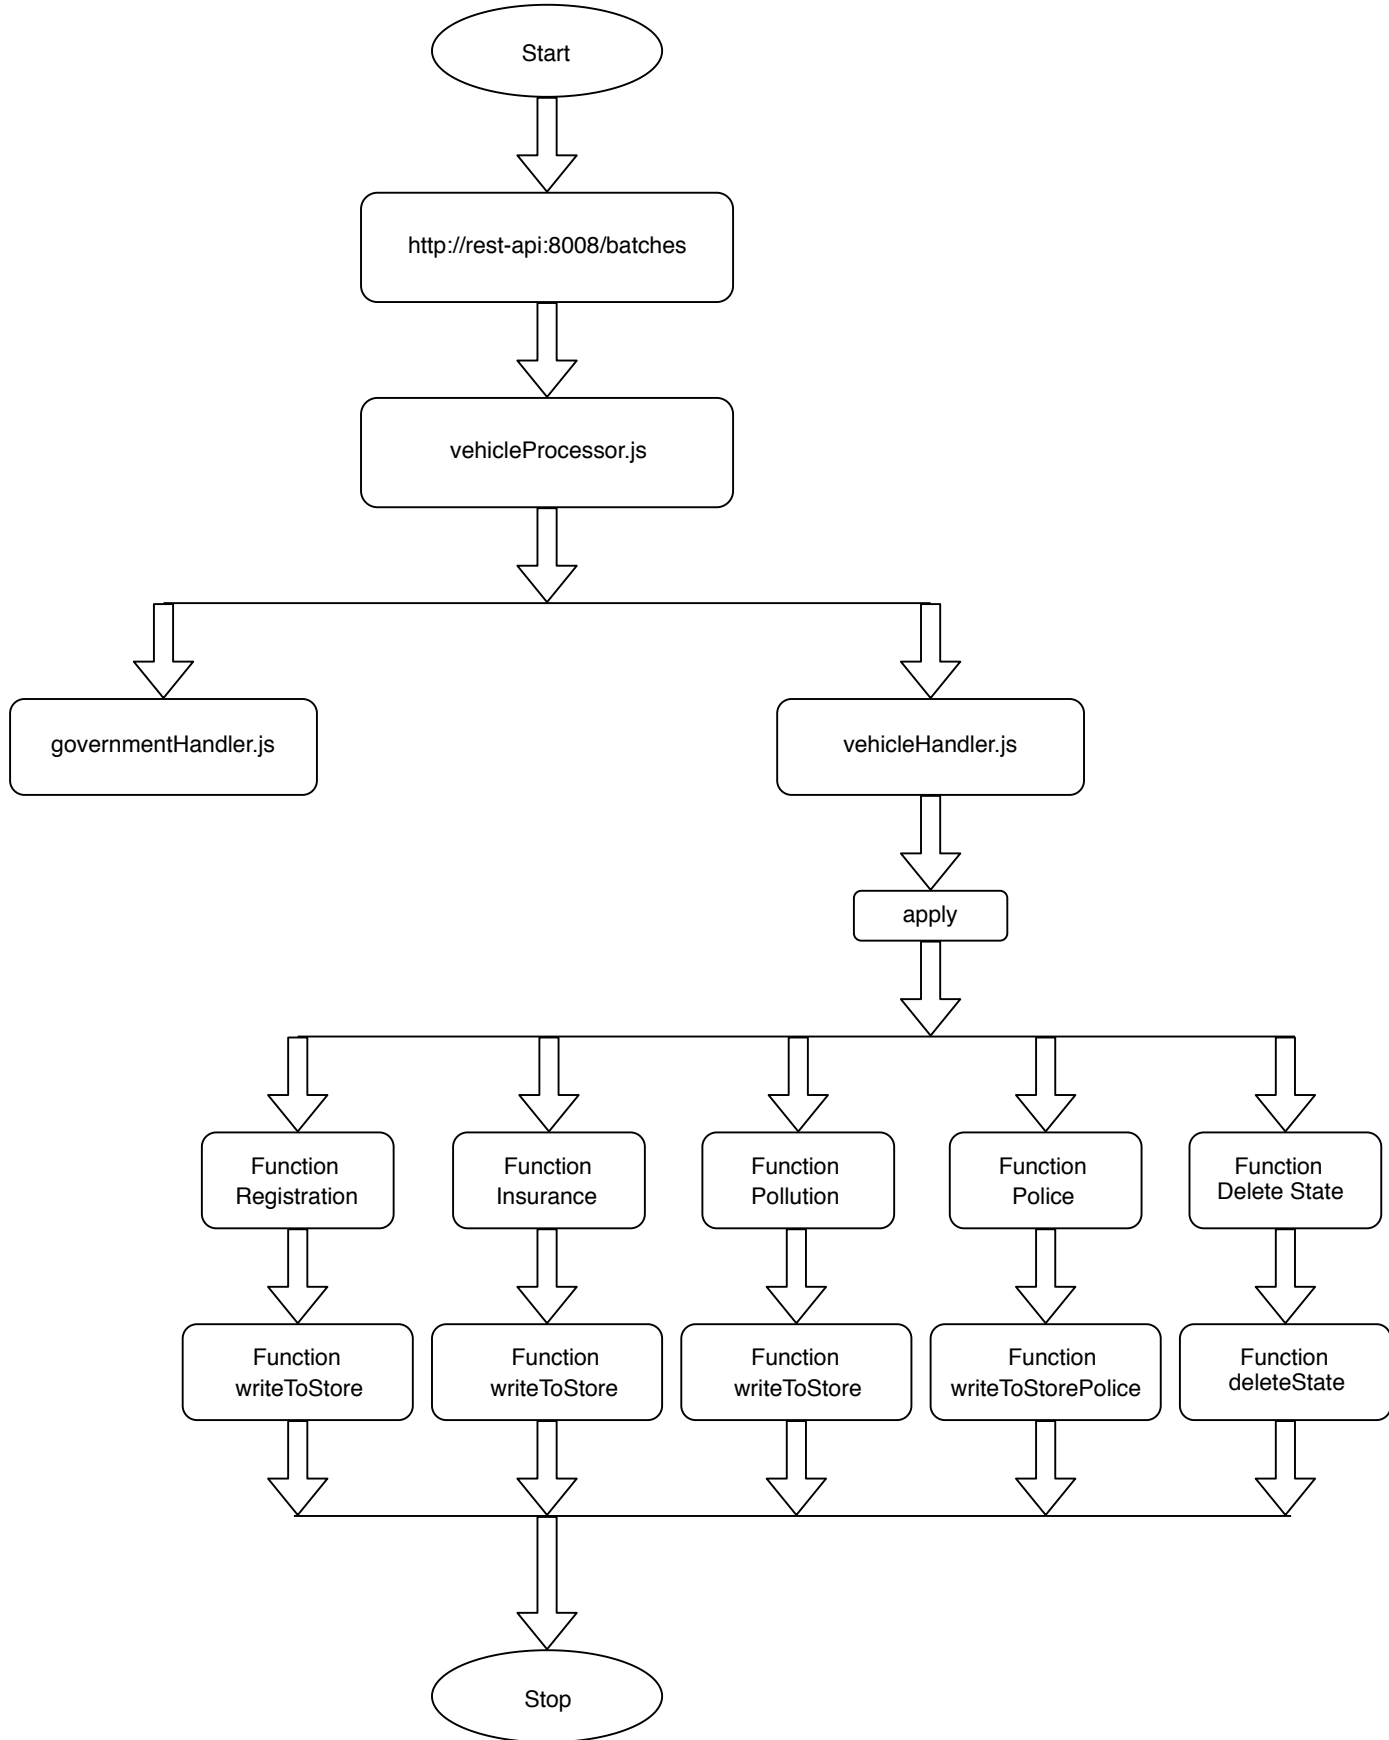 Start
http://rest-api:8008/batches
vehicleProcessor.js
governmentHandler.js
vehicleHandler.js
apply
Function
Registration
Function
Insurance
Function
Pollution
Function
Police
Function
Delete State
Function
writeToStore
Function
writeToStore
Function
writeToStore
Function
writeToStorePolice
Function
deleteState
Stop